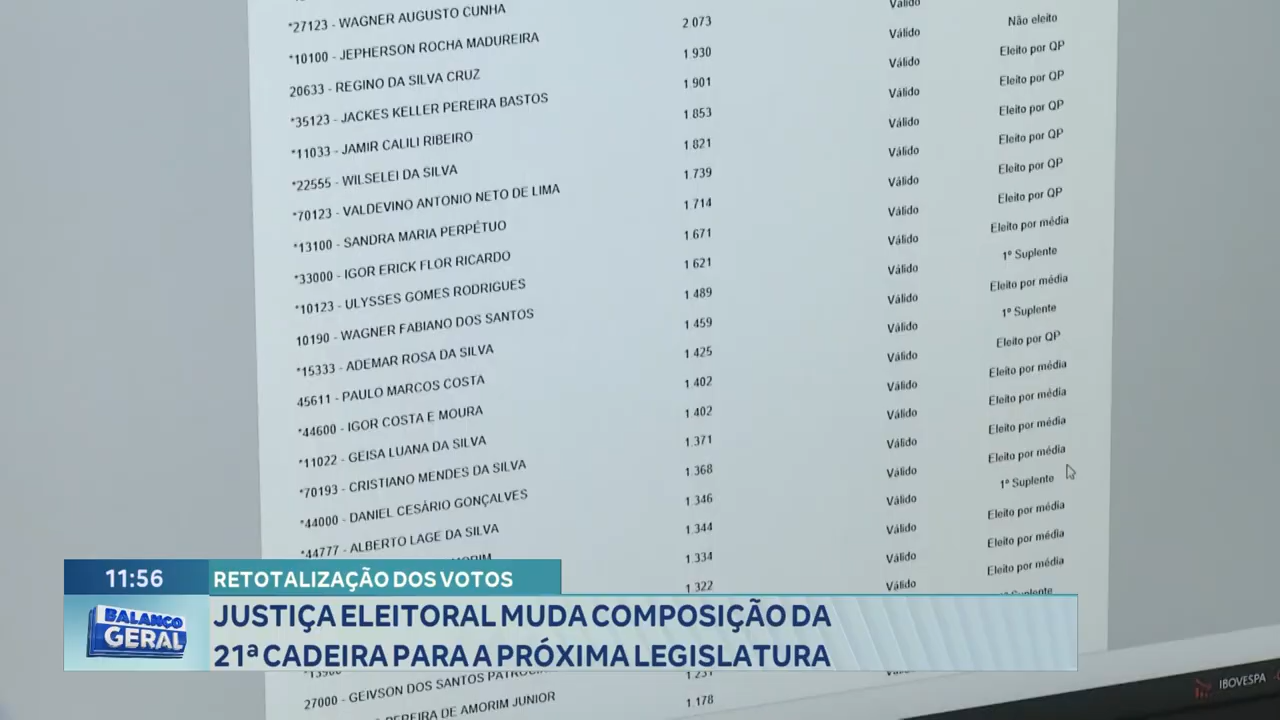 *27123 - WAGNER AUGUSTO CUNHA
*10100 - JEPHERSON ROCHA MADUREIRA 2 073 Válido
20633 - REGINO DA SILVA CRUZ 1 930 Válido Não eleito
*35123 - JACKES KELLER PEREIRA BASTOS 1 901 Válido Eleito por QP
*11033 - JAMIR CALILI RIBEIRO 1 853 Válido Eleito por QP
*22555 - WILSELEI DA SILVA 1 821 Válido Eleito por QP
*70123 - VALDEVINO ANTONIO NETO DE LIMA 1 739 Válido Eleito por QP
*13100 - SANDRA MARIA PERPÉTUO 1 714 Válido Eleito por QP
*33000 - IGOR ERICK FLOR RICARDO 1 671 Válido Eleito por QP
*10123 - ULYSSES GOMES RODRIGUES 1 621 Válido Eleito por média
10190 - WAGNER FABIANO DOS SANTOS 1 489 Válido 1º Suplente
*15333 - ADEMAR ROSA DA SILVA 1 459 Válido Eleito por média
45611 - PAULO MARCOS COSTA 1 425 Válido 1º Suplente
*44600 - IGOR COSTA E MOURA 1 402 Válido Eleito por QP
*11022 - GEISA LUANA DA SILVA 1 402 Válido Eleito por média
*70193 - CRISTIANO MENDES DA SILVA 1 371 Válido Eleito por média
*44000 - DANIEL CESÁRIO GONÇALVES 1 368 Válido Eleito por média
*44777 - ALBERTO LAGE DA SILVA 1 346 Válido Eleito por média
1 344 Válido 1º Suplente
1 334 Válido Eleito por média
1 322 Válido Eleito por média
Válido Eleito por média
11:56 RETOTALIZAÇÃO DOS VOTOS
BALANÇO GERAL
JUSTIÇA ELEITORAL MUDA COMPOSIÇÃO DA
21ª CADEIRA PARA A PRÓXIMA LEGISLATURA
27000 - GEIVSON DOS SANTOS
PEREIRA DE AMORIM JUNIOR 1 178
IBOVESPA